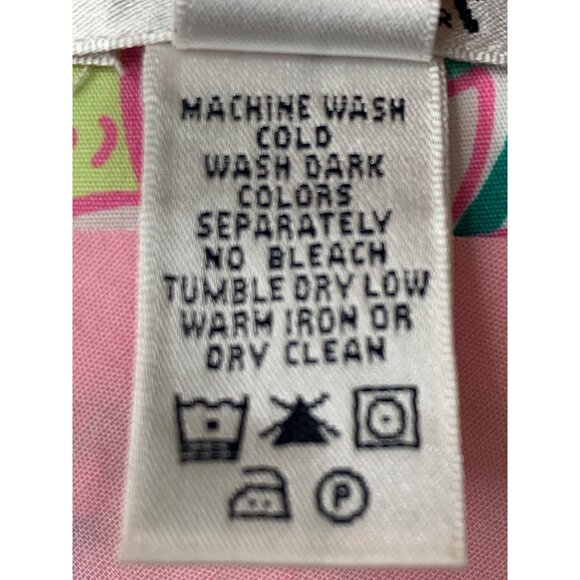 MACHINE WASH
COLD
WASH DARK
COLORS
SEPARATELY
NO BLEACH
TUMBLE DRY LOW
WARM IRON OR
DRY CLEAN
P